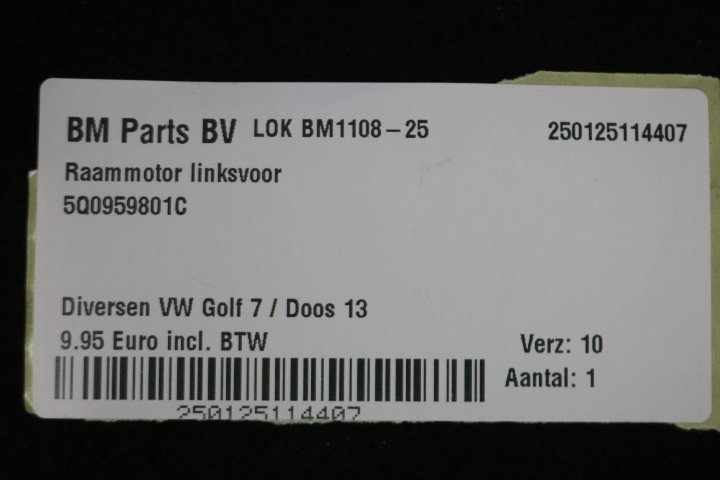 BM Parts BV LOK BM1108-25 250125114407
Raammotor linksvoor
5Q0959801C
Diversen VW Golf 7 / Doos 13
9.95 Euro incl. BTW Verz: 10
Aantal: 1
250125114407